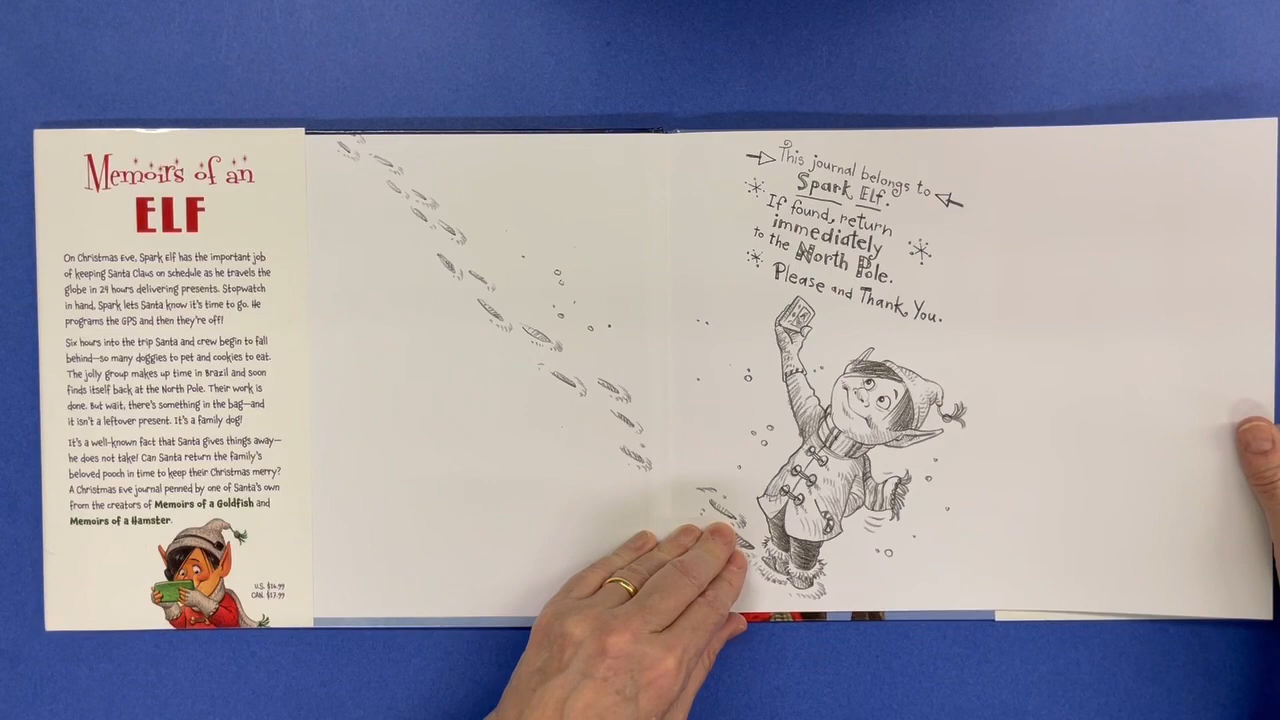 Memoirs of an
ELF
On Christmas Eve, Spark Elf has the important job
of keeping Santa Claus on schedule as he travels the
globe in 24 hours delivering presents. Stopwatch
in hand, Spark lets Santa know it's time to go. He
programs the GPS and then they're off!
Six hours into the trip Santa and crew begin to fall
behind—so many doggies to pet and cookies to eat.
The jolly group makes up time in Brazil and soon
finds itself back at the North Pole. Their work is
done. But wait, there's something in the bag—and
it isn't a leftover present. It's a family dog!
It's a well-known fact that Santa gives things away—
he does not take! Can Santa return the family's
beloved pooch in time to keep their Christmas merry?
A Christmas Eve journal penned by one of Santa's own
from the creators of Memoirs of a Goldfish and
Memoirs of a Hamster.
U.S. $16.99
CAN. $17.99
This journal belongs to
Spark Elf.
If found, return
immediately
to the North Pole.
Please and Thank You.